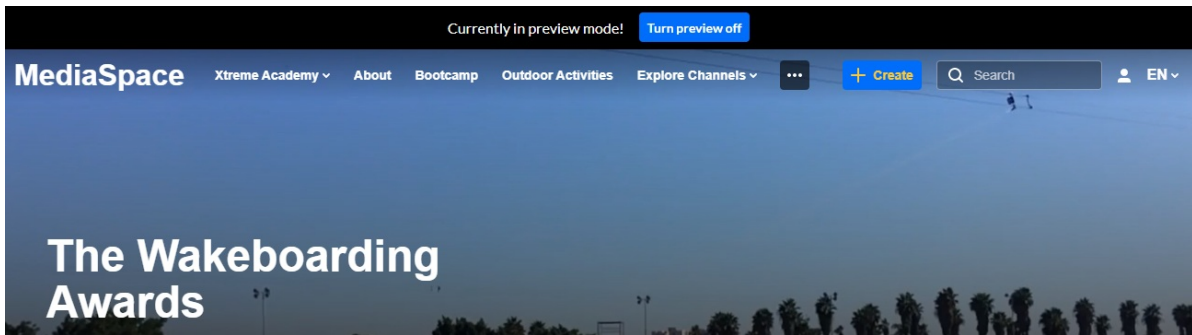 Currently in preview mode! Turn preview off
MediaSpace Xtreme Academy About Bootcamp Outdoor Activities Explore Channels ... + Create Search EN
The Wakeboarding
Awards